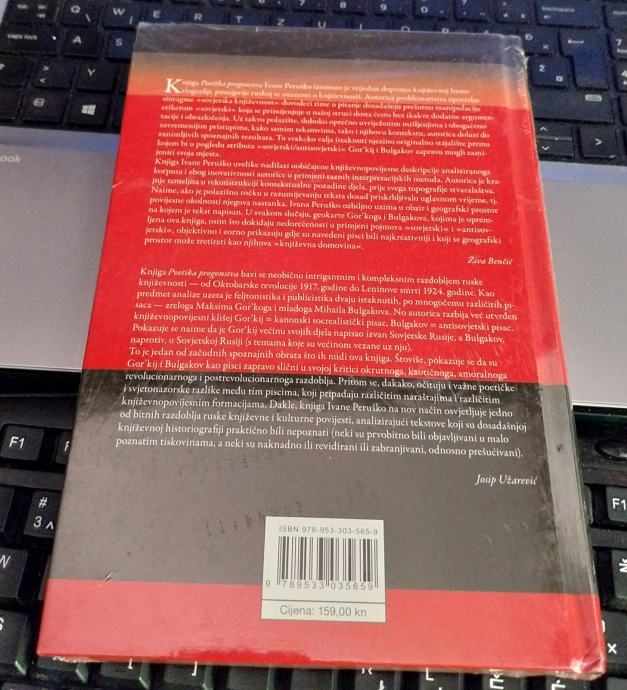 Knjiga Poetika progonstva Ivane Peruško iznimno je vrijedan doprinos književnoj histo-
riografiji, ponajprije ruskoj te znanosti o književnosti. Autorica problematizira upotrebu
sintagme »sovjetska književnost« dovodeći time u pitanje dosadašnju prečestu manipulaciju
etiketom »sovjetski« koja se primjenjuje u našoj struci dosta često bez ikakve dodatne argumen-
tacije i obrazloženja. Uz takvo polazište, duboko oprečno uvriježenim mišljenjima i obogaćeno
suvremenijim pristupima, kako samim tekstovima, tako i njihovu kontekstu, autorica dolazi do
zanimljivih spoznajnih rezultata. Tu svakako valja istaknuti njezino originalno stajalište prema
kojem bi u pogledu atributa »sovjetski/antisovjetski« Gor'kij i Bulgakov zapravo mogli zami-
jeniti svoja mjesta.
Knjiga Ivane Peruško uvelike nadilazi uobičajene književnopovijesne deskripcije analiziranoga
korpusa i zbog inovativnosti autorice u primjeni raznih interpretacijskih metoda. Autorica je kra-
jnje temeljita u rekonstrukciji kontekstualne pozadine djela, prije svega topografije stvaralaštva.
Naime, ako je polazišnu nečku u razumijevanju teksta dosad priskrbljivalo uglavnom vrijeme, tj.
povijesne okolnosti njegova nastanka, Ivana Peruško ozbiljno uzima u obzir i geografski prostor
na kojem je tekst napisan. U svakom slučaju, geokarte Gor'koga i Bulgakova, kojima je oprem-
ljena ova knjiga, osim što dokidaju nedorečenosti u primjeni pojmova »sovjetski« i »antisov-
jetski«, objektivno i zorno prikazuju gdje su navedeni pisci bili najkreativniji i koji se geografski
prostor može tretirati kao njihova »književna domovina«.
Živa Benčić
Knjiga Poetika progonstva bavi se neobično intrigantnim i kompleksnim razdobljem ruske
književnosti — od Oktobarske revolucije 1917. godine do Leninove smrti 1924. godine. Kao
predmet analize uzeta je feljtonistika i publicistika dvaju istaknutih, po mnogočemu različitih pi-
saca — zreloga Maksima Gor'koga i mladoga Mihaila Bulgakova. No autorica razbija već utvrđen
književnopovijesni klišej Gor'kij = kanonski socrealistički pisac, Bulgakov = antisovjetski pisac.
Pokazuje se naime da je Gor'kij većinu svojih djela napisao izvan Sovjetske Rusije, a Bulgakov,
naprotiv, u Sovjetskoj Rusiji (s temama koje su većinom vezane uz nju).
To je jedan od začudnih spoznajnih obrata što ih nudi ova knjiga. Štoviše, pokazuje se da su
Gor'kij i Bulgakov kao pisci zapravo slični u svojoj kritici okrutnoga, kaotičnoga, amoralnoga
revolucionarnoga i postrevolucionarnoga razdoblja. Pritom se, dakako, očituju i važne poetičke
i svjetonazorske razlike među tim piscima, koji pripadaju različitim naraštajima i različitim
književnopovijesnim formacijama. Dakle, knjiga Ivane Peruško na nov način osvjetljuje jedno
od bitnih razdoblja ruske književne i kulturne povijesti, analizirajući tekstove koji su dosadašnjoj
književnoj historiografiji praktično bili nepoznati (neki su prvobitno bili objavljivani u malo
poznatim tiskovinama, a neki su naknadno ili revidirani ili zabranjivani, odnosno prešućivani).
Josip Užarević
ISBN 978-953-303-565-9
9 789533 035659
Cijena: 159,00 kn